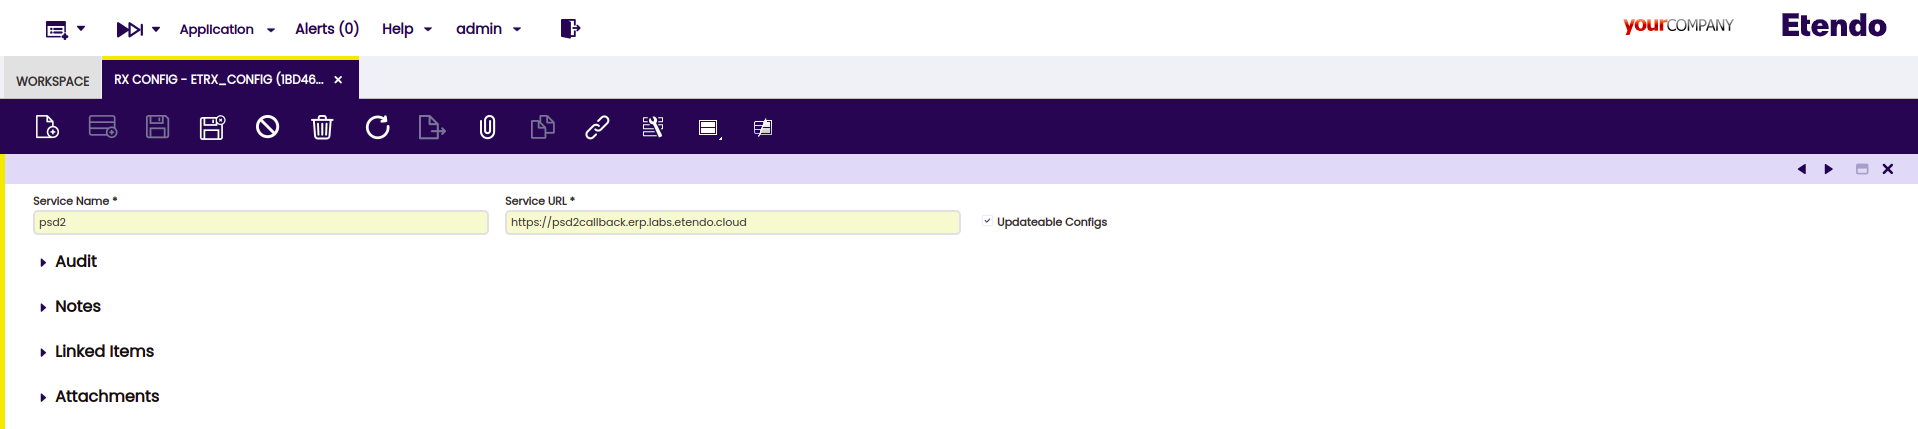 Application Alerts (0) Help admin yourCOMPANY Etendo
WORKSPACE RX CONFIG - ETRX_CONFIG (1BD46...
Service Name * Service URL *
psd2 https://psd2callback.erp.labs.etendo.cloud Updateable Configs
Audit
Notes
Linked Items
Attachments